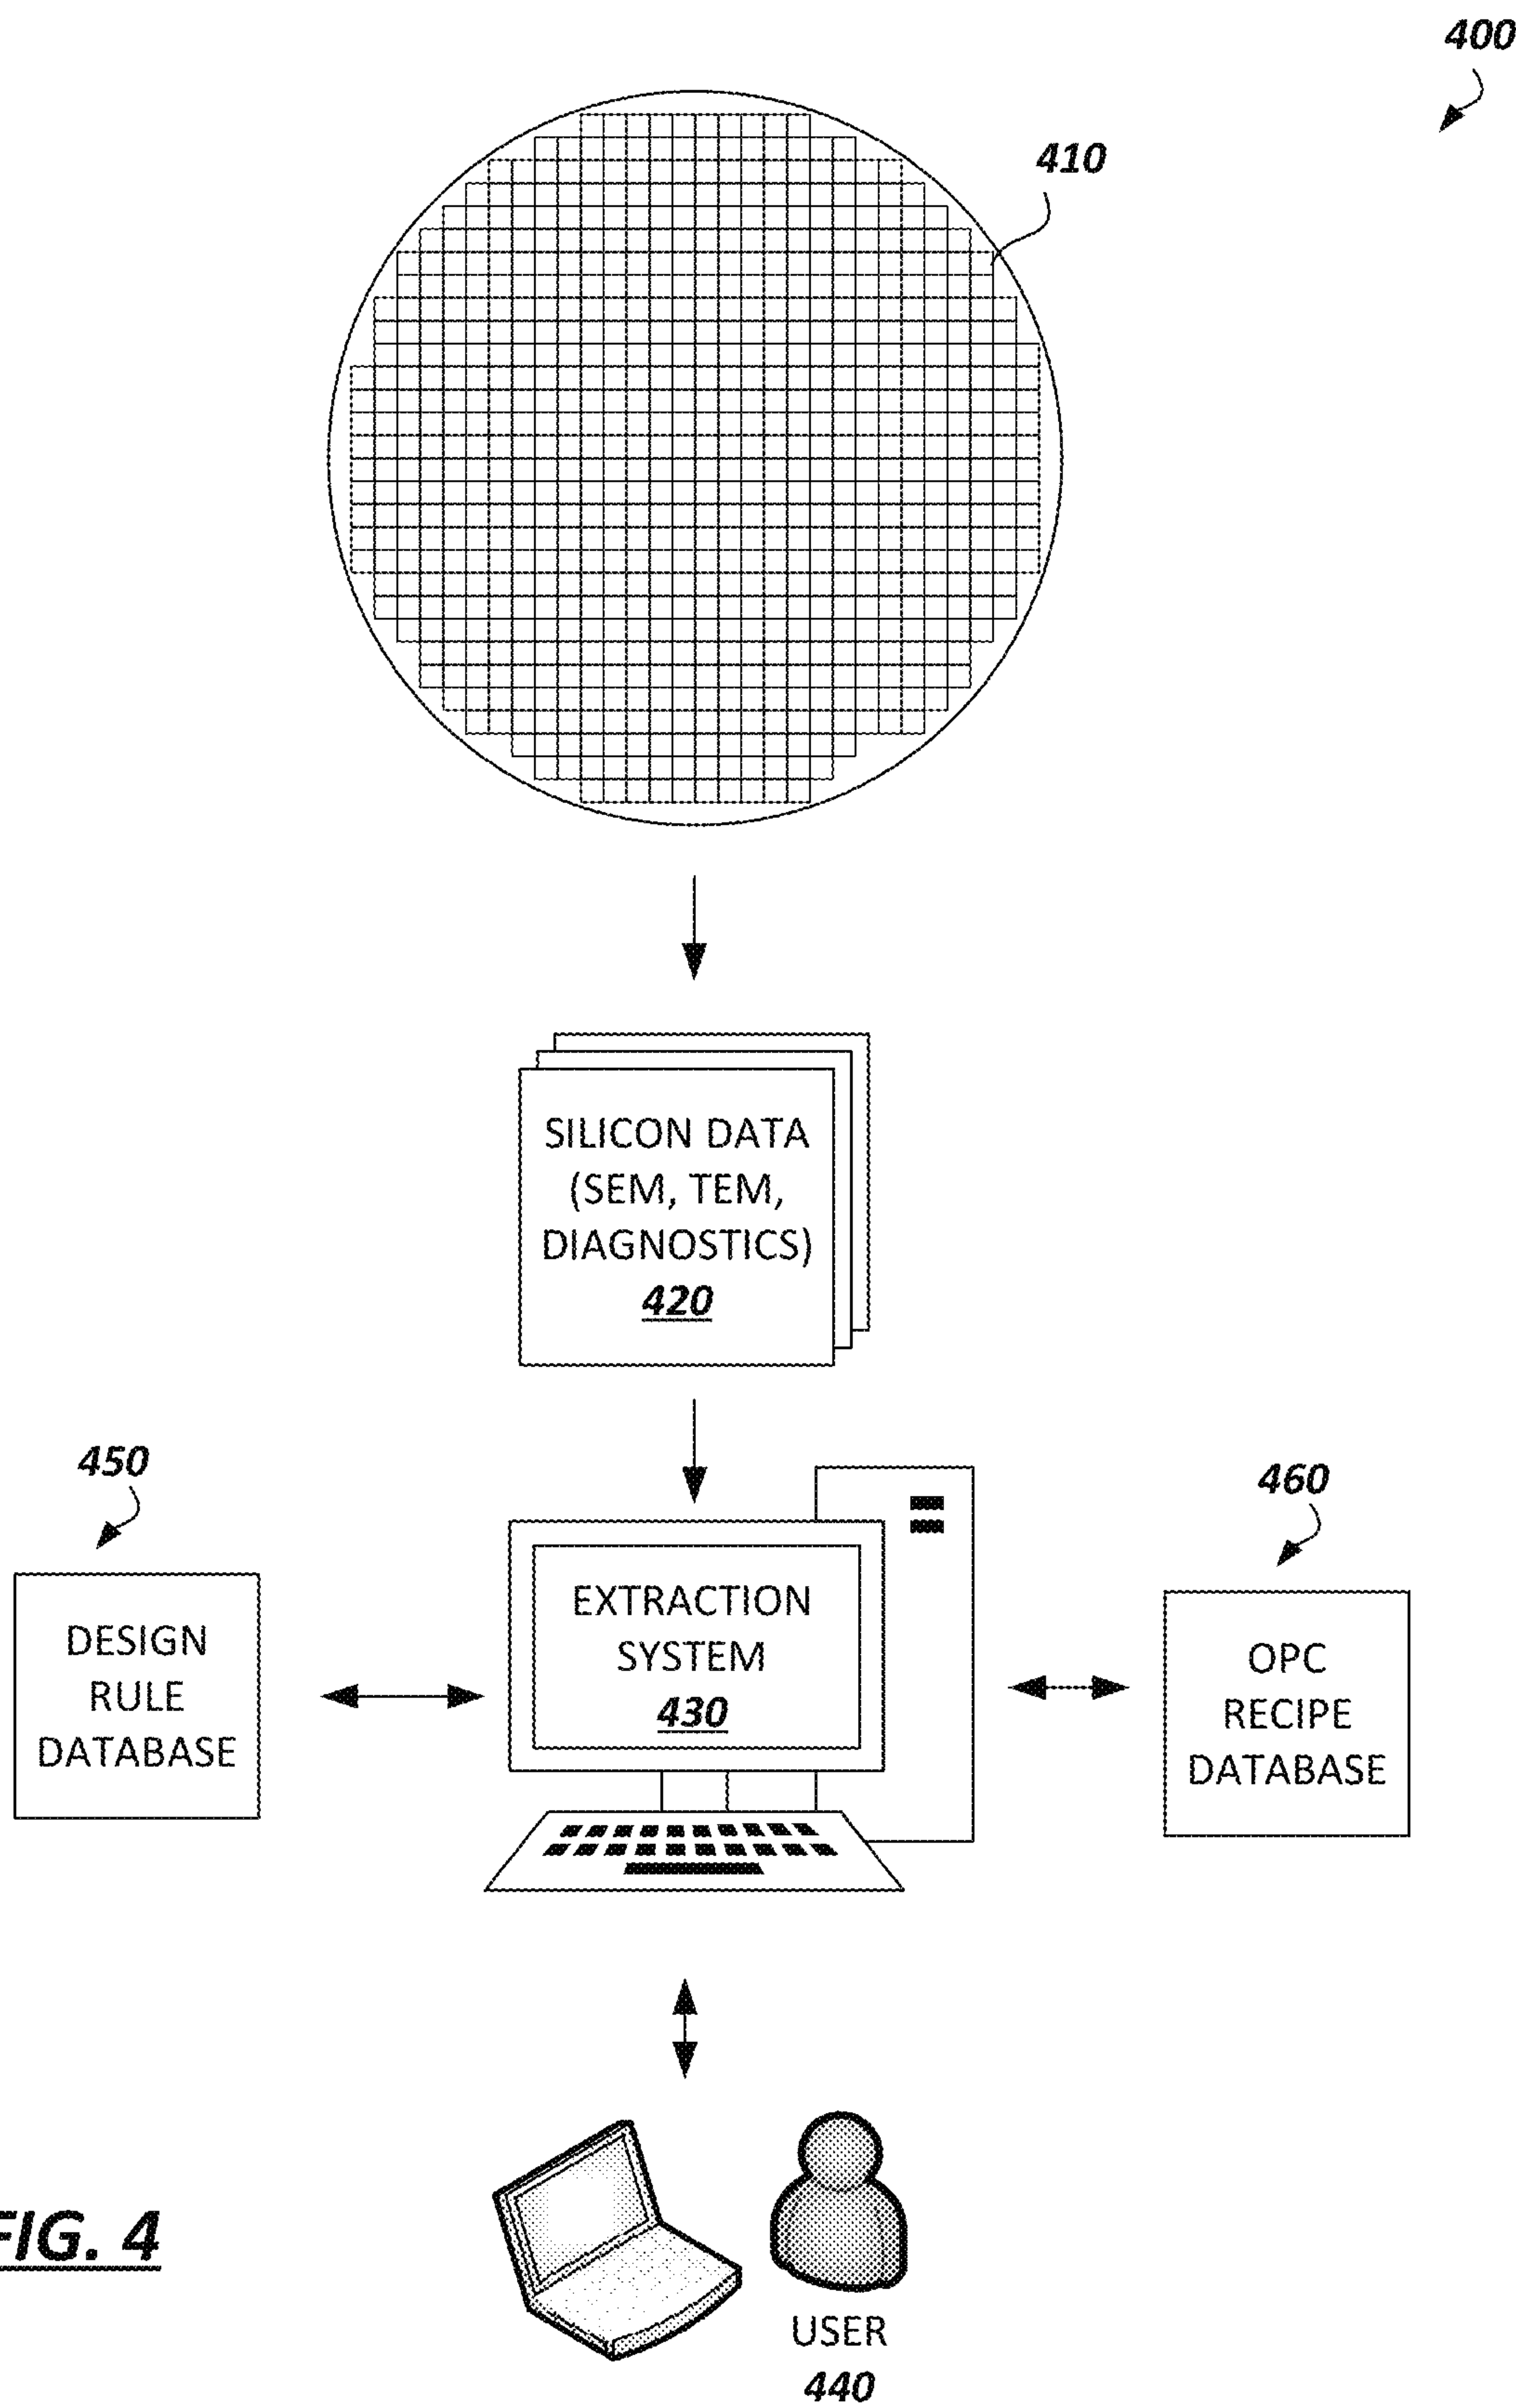 400
410
SILICON DATA
(SEM, TEM,
DIAGNOSTICS)
420
450
460
EXTRACTION
SYSTEM
430
DESIGN
RULE
DATABASE
OPC
RECIPE
DATABASE
FIG. 4
USER
440